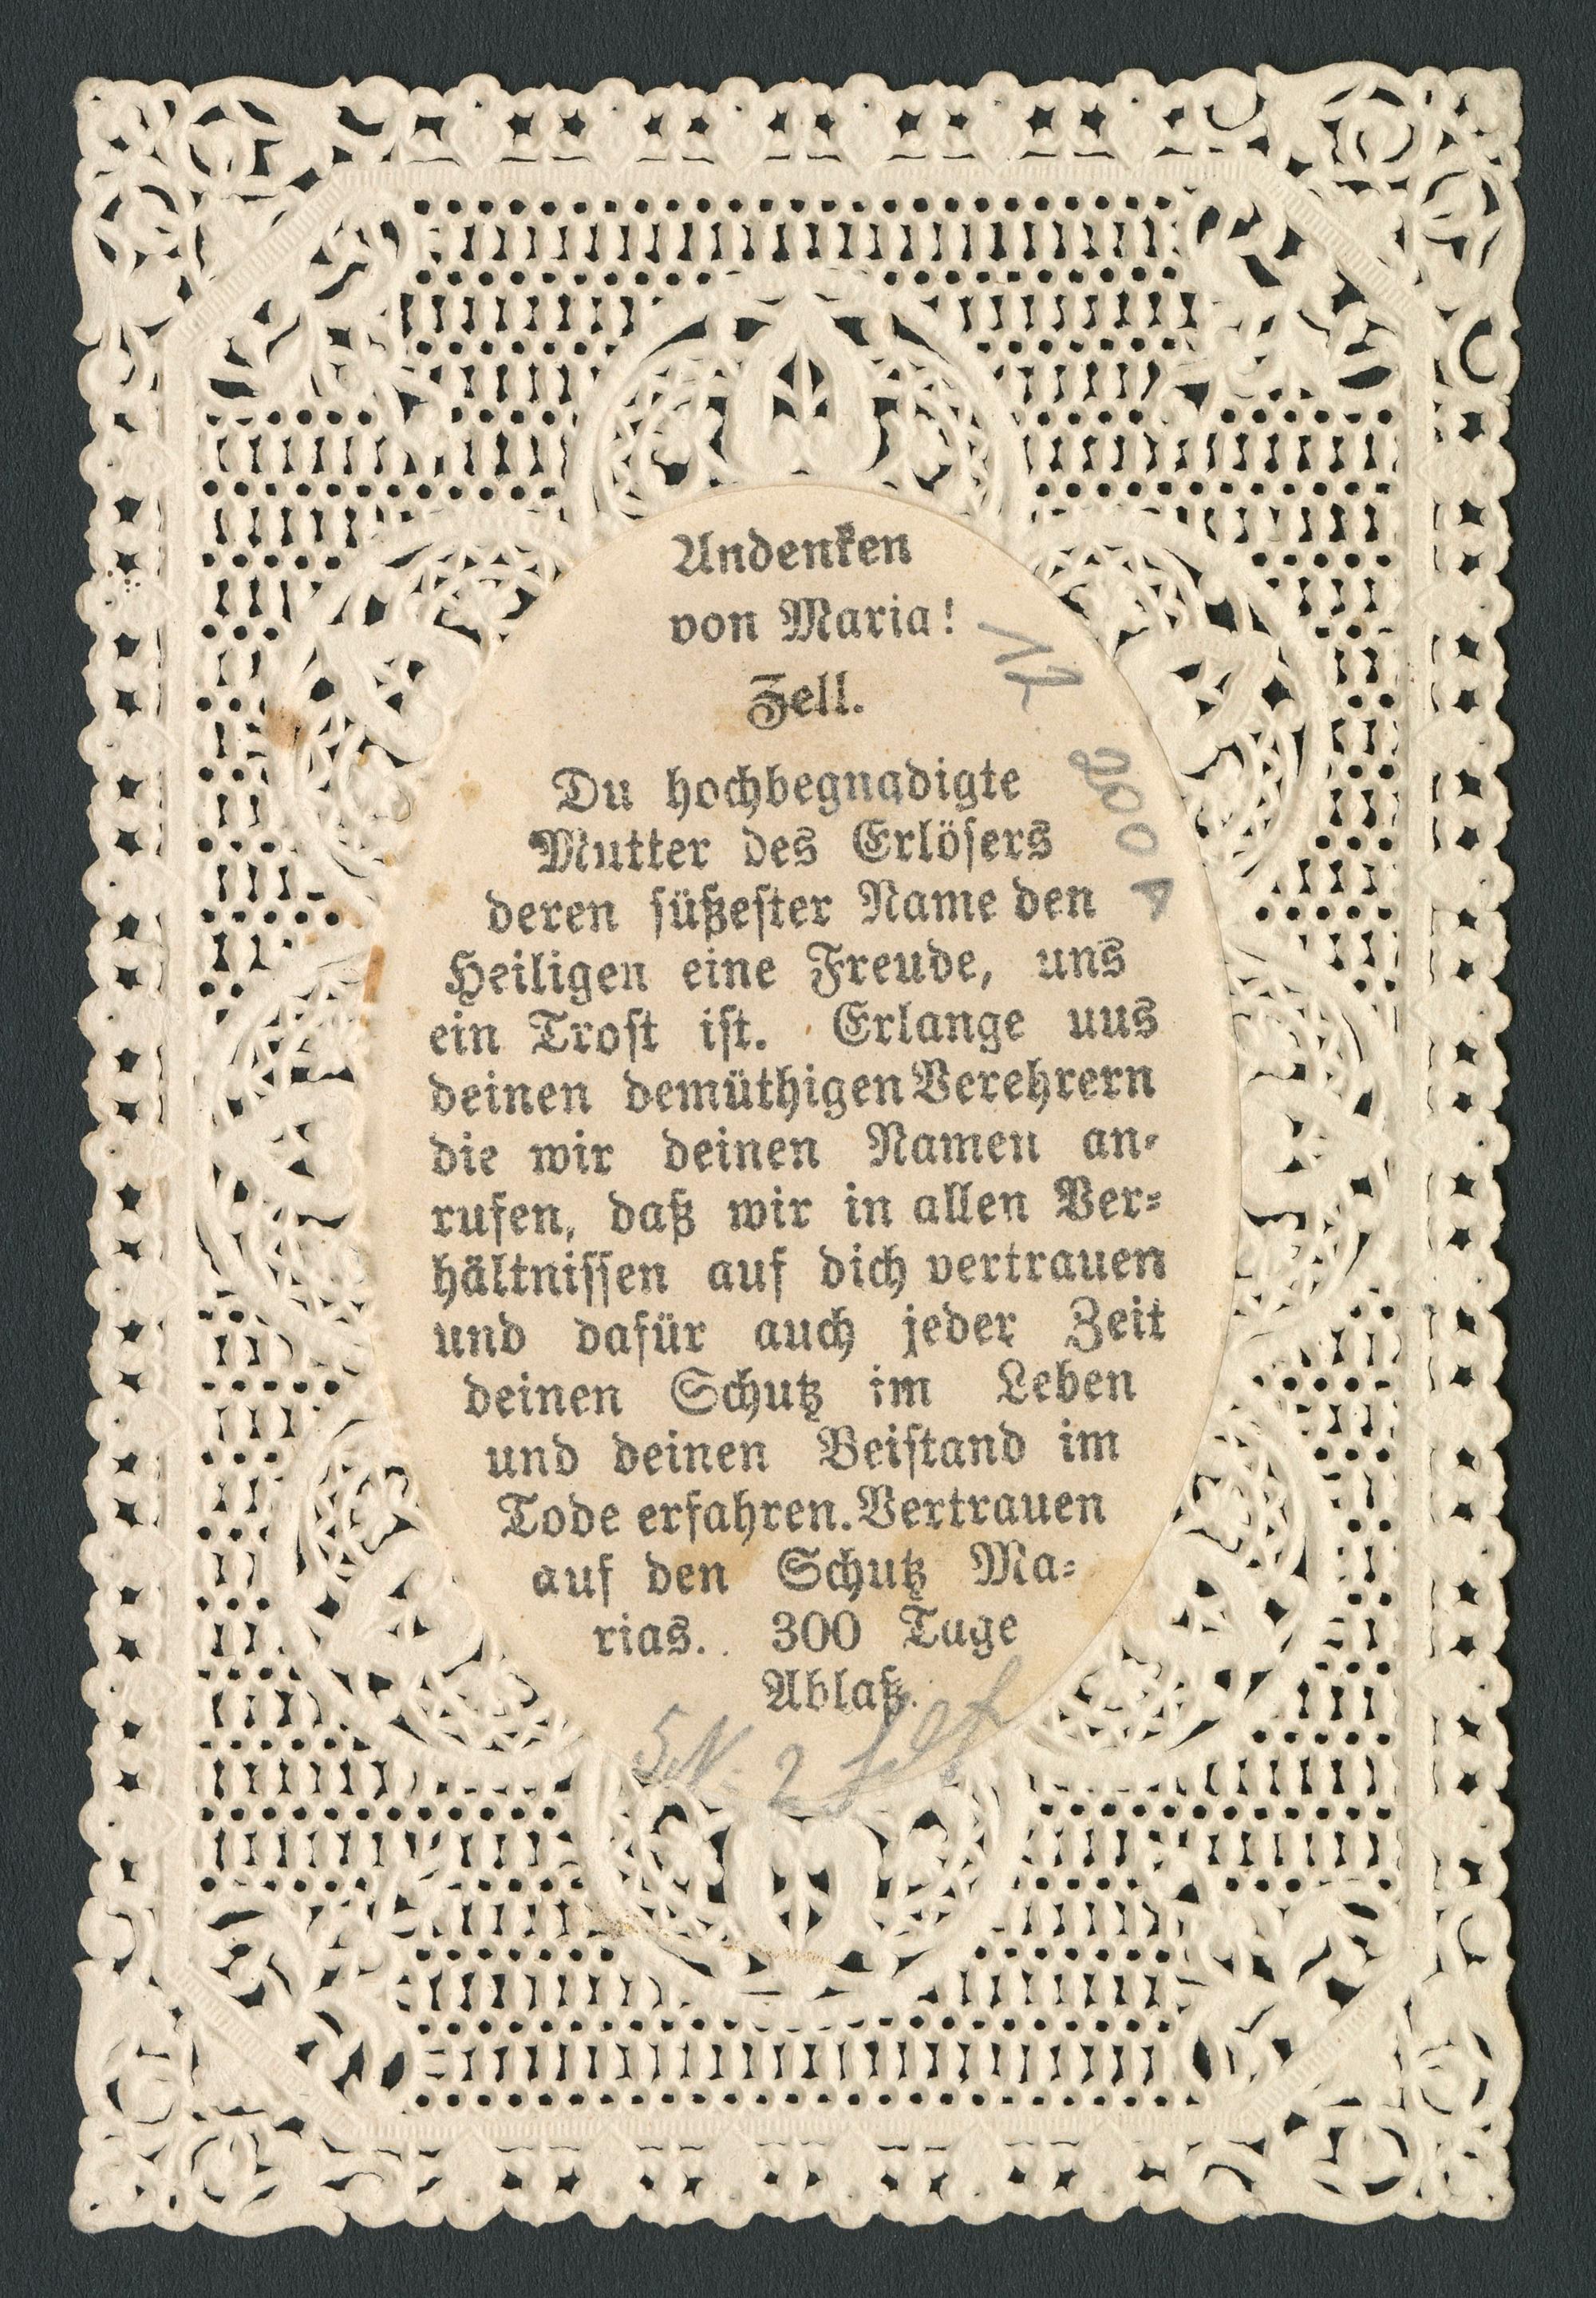 Andenken
von Maria!
Zell.
Du hochbegnadigte
Mutter des Erlösers
deren süßester Name den
Heiligen eine Freude, uns
ein Trost ist. Erlange uus
deinen demüthigen Verehrern
die wir deinen Namen an-
rufen, daß wir in allen Ver-
hältnissen auf dich vertrauen
und dafür auch jeder Zeit
deinen Schutz im Leben
und deinen Beistand im
Tode erfahren. Vertrauen
auf den Schutz Ma-
rias. 300 Tage
Ablaß.